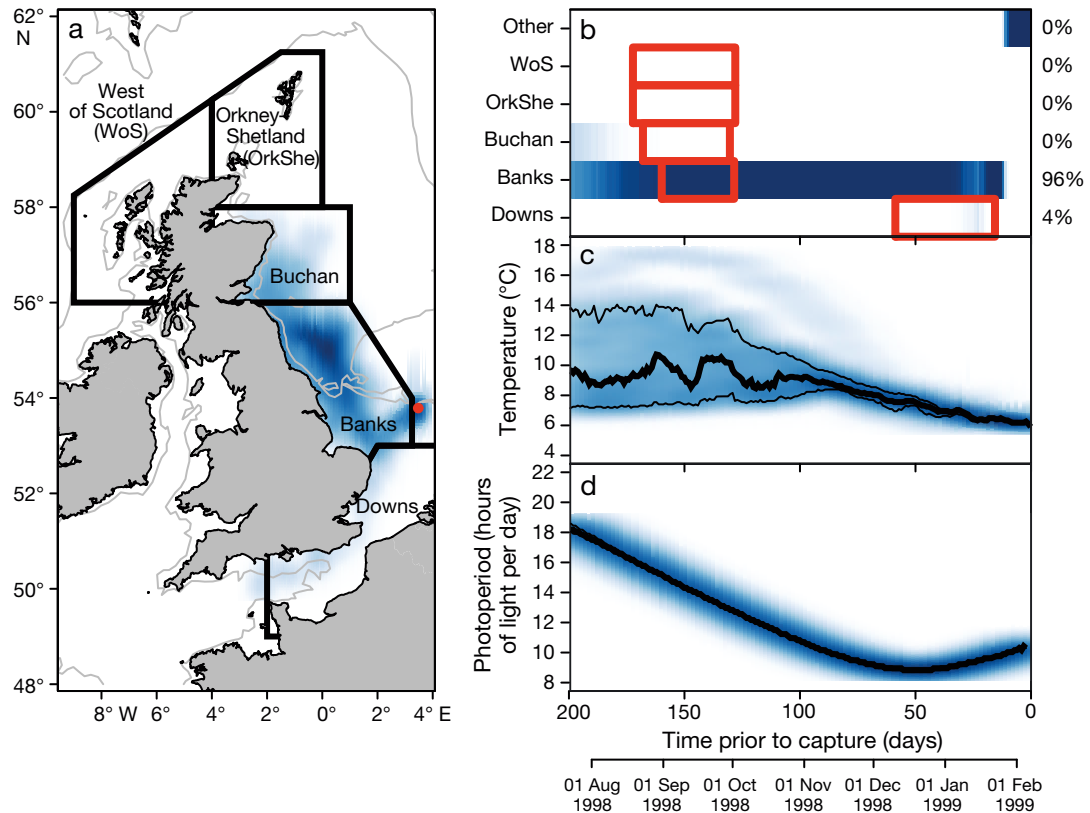 62°
N
60°
58°
56°
54°
52°
50°
48°
a
West
of Scotland
(WoS)
Orkney-
Shetland
(OrkShe)
Buchan
Banks
Downs
8° W 6° 4° 2° 0° 2° 4° E
b
Other 0%
WoS 0%
OrkShe 0%
Buchan 0%
Banks 96%
Downs 4%
c
Temperature (°C)
18
16
14
12
10
8
6
4
d
Photoperiod (hours
of light per day)
22
20
18
16
14
12
10
8
200 150 100 50 0
Time prior to capture (days)
01 Aug 01 Sep 01 Oct 01 Nov 01 Dec 01 Jan 01 Feb
1998 1998 1998 1998 1998 1999 1999